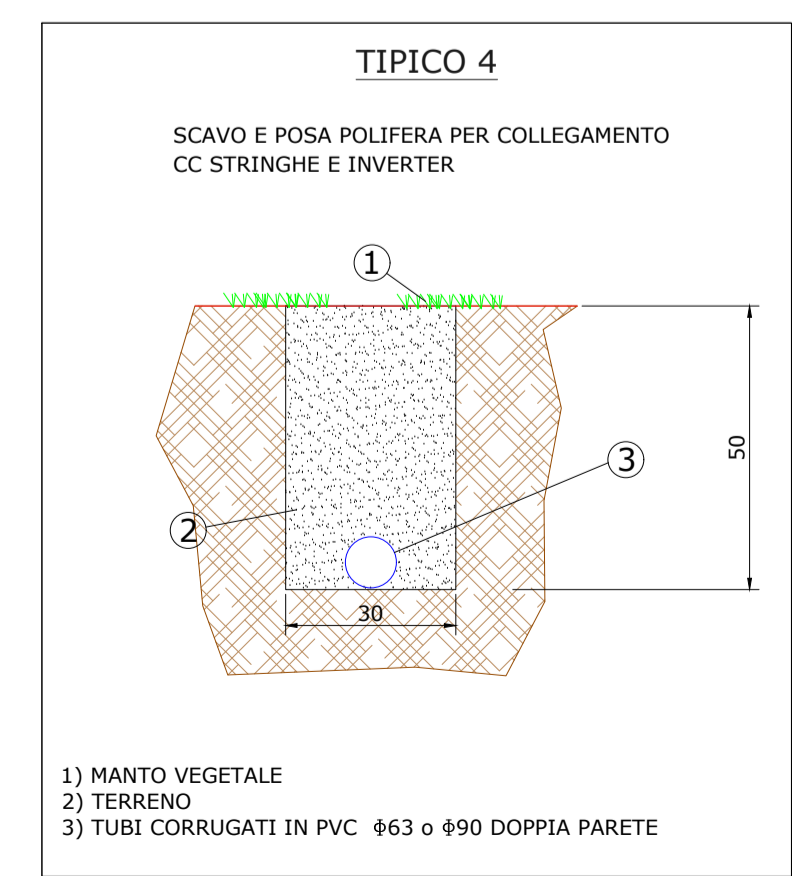 TIPICO 4
SCAVO E POSA POLIFERA PER COLLEGAMENTO
CC STRINGHE E INVERTER
1
50
3
2
30
1) MANTO VEGETALE
2) TERRENO
3) TUBI CORRUGATI IN PVC Φ63 o Φ90 DOPPIA PARETE